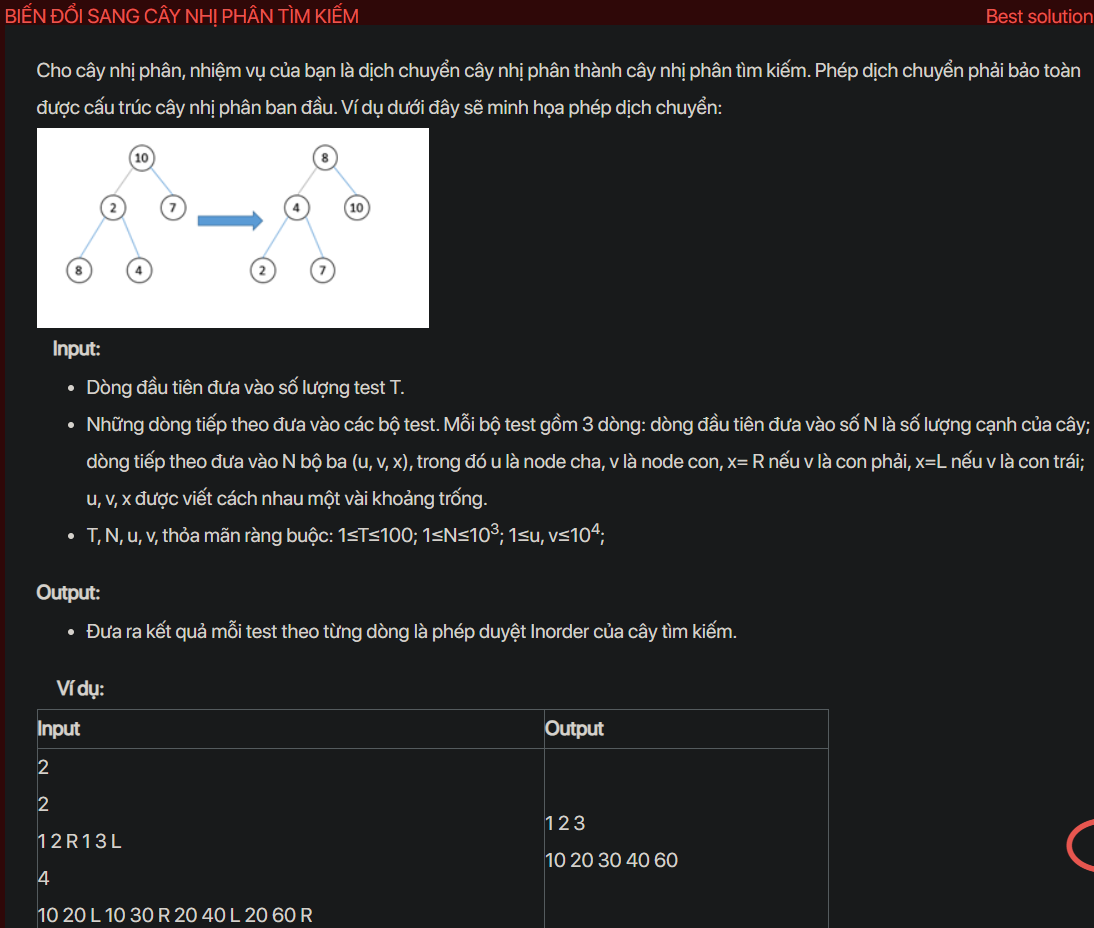 BIẾN ĐỔI SANG CÂY NHỊ PHÂN TÌM KIẾM
Best solution
Cho cây nhị phân, nhiệm vụ của bạn là dịch chuyển cây nhị phân thành cây nhị phân tìm kiếm. Phép dịch chuyển phải bảo toàn
được cấu trúc cây nhị phân ban đầu. Ví dụ dưới đây sẽ minh họa phép dịch chuyển:
10 8
2 7 4 10
8 4 2 7
Input:
• Dòng đầu tiên đưa vào số lượng test T.
• Những dòng tiếp theo đưa vào các bộ test. Mỗi bộ test gồm 3 dòng: dòng đầu tiên đưa vào số N là số lượng cạnh của cây;
dòng tiếp theo đưa vào N bộ ba (u, v, x), trong đó u là node cha, v là node con, x= R nếu v là con phải, x=L nếu v là con trái;
u, v, x được viết cách nhau một vài khoảng trống.
• T, N, u, v, thỏa mãn ràng buộc: 1≤T≤100; 1≤N≤10³; 1≤u, v≤10⁴;
Output:
• Đưa ra kết quả mỗi test theo từng dòng là phép duyệt Inorder của cây tìm kiếm.
Ví dụ:
Input
Output
2
2
1 2 R 1 3 L
4
10 20 L 10 30 R 20 40 L 20 60 R
1 2 3
10 20 30 40 60